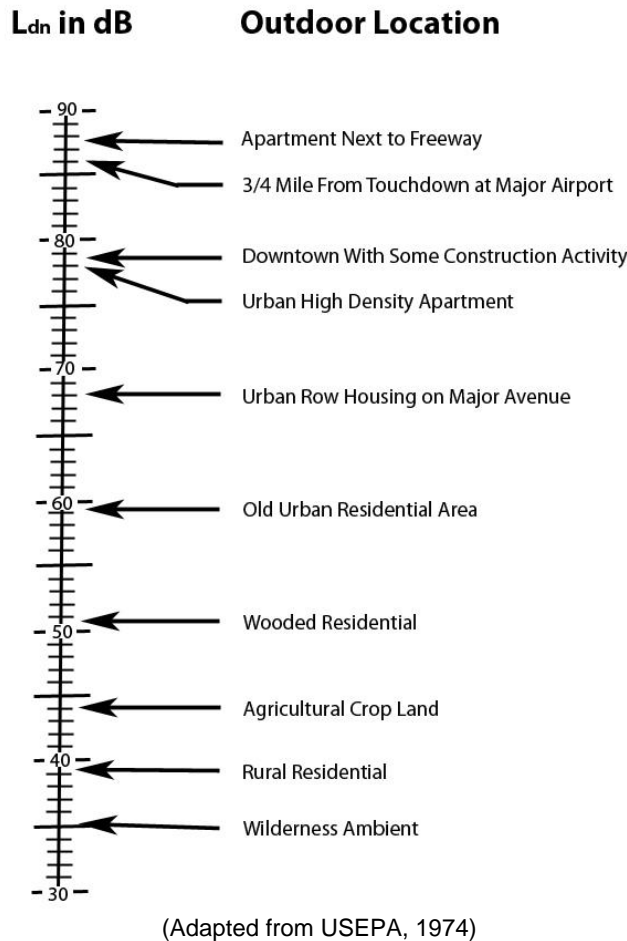 Ldn in dB Outdoor Location
90
Apartment Next to Freeway
3/4 Mile From Touchdown at Major Airport
80
Downtown With Some Construction Activity
Urban High Density Apartment
70
Urban Row Housing on Major Avenue
60
Old Urban Residential Area
Wooded Residential
50
Agricultural Crop Land
40
Rural Residential
Wilderness Ambient
30
(Adapted from USEPA, 1974)